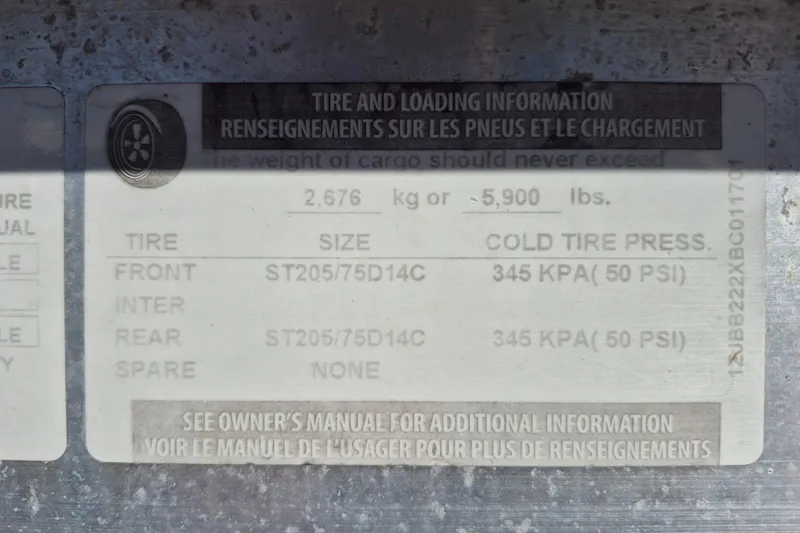 TIRE AND LOADING INFORMATION
RENSEIGNEMENTS SUR LES PNEUS ET LE CHARGEMENT
The weight of cargo should never exceed
2,676 kg or 5,900 lbs.
TIRE SIZE COLD TIRE PRESS.
FRONT ST205/75D14C 345 KPA( 50 PSI)
INTER
REAR ST205/75D14C 345 KPA( 50 PSI)
SPARE NONE
SEE OWNER'S MANUAL FOR ADDITIONAL INFORMATION
VOIR LE MANUEL DE L'USAGER POUR PLUS DE RENSEIGNEMENTS